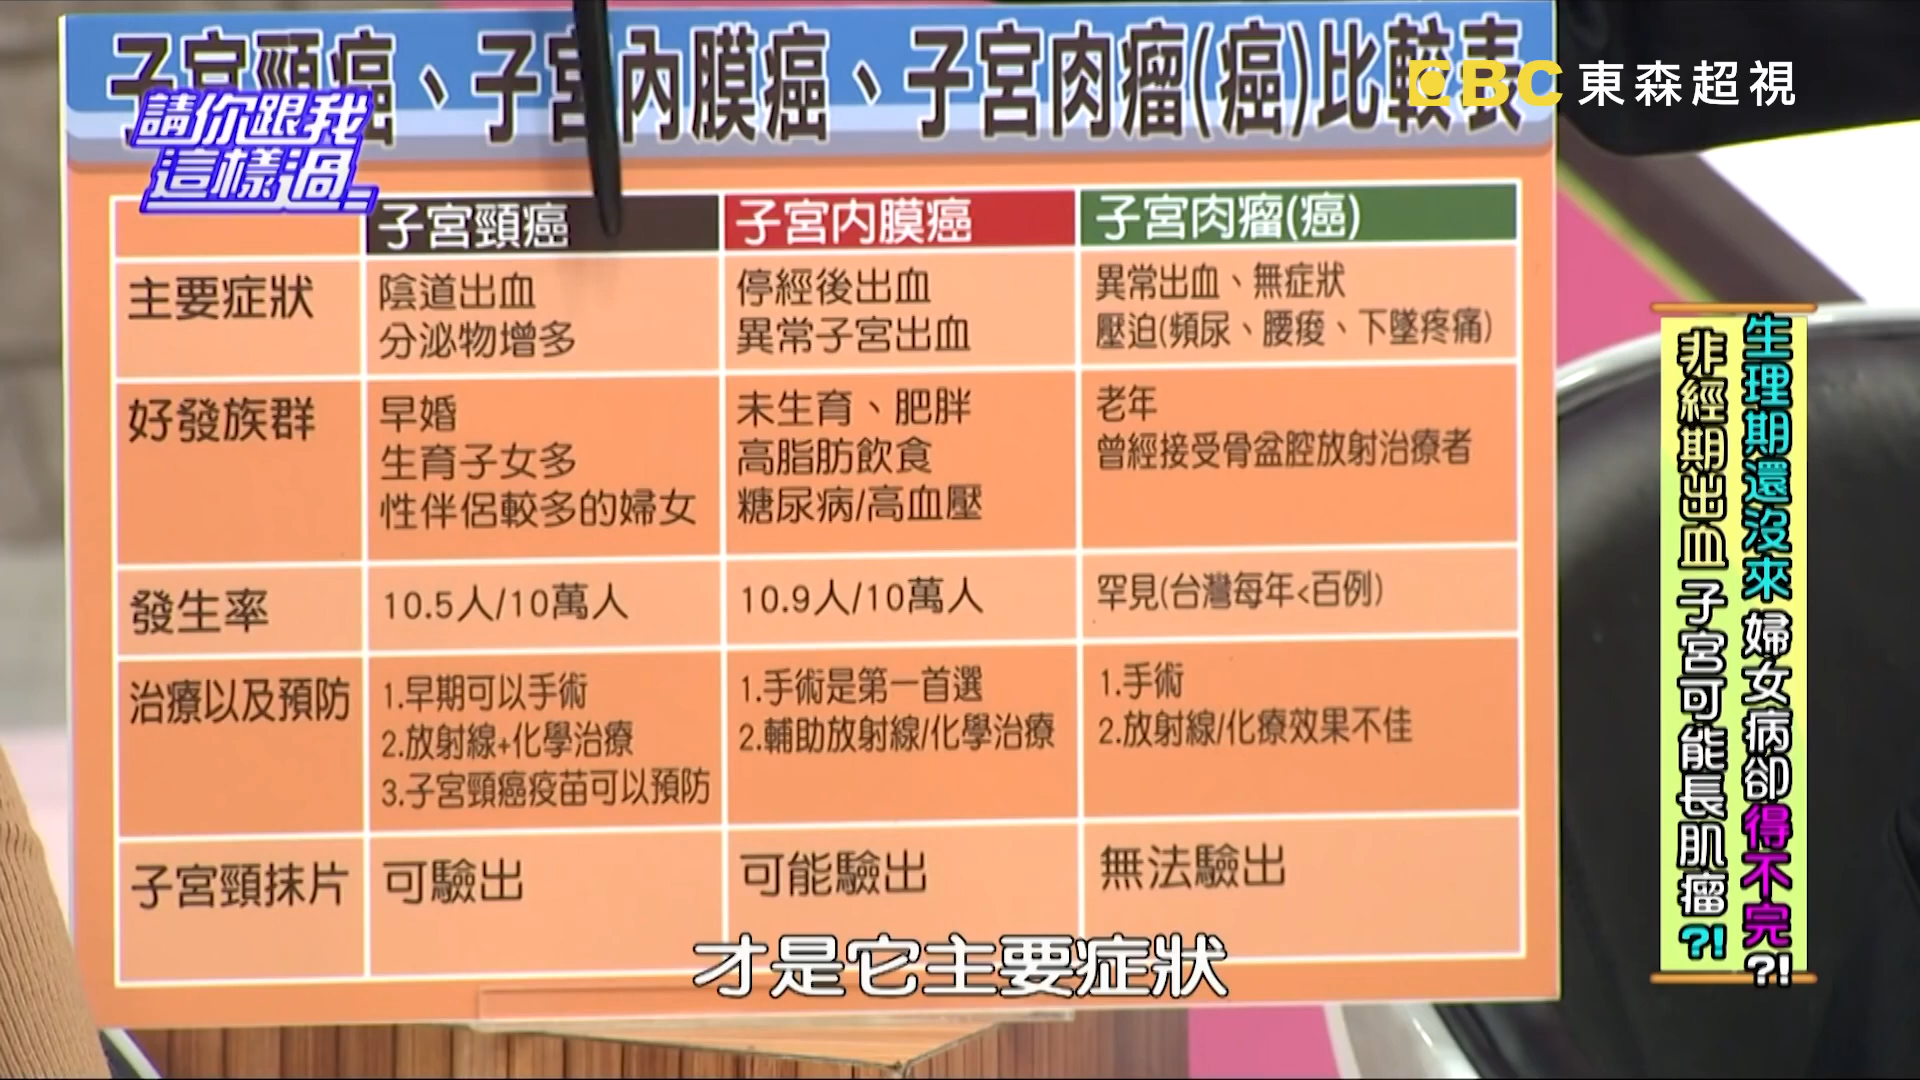 子宮頸癌、子宮內膜癌、子宮肉瘤(癌)比較表
EBC 東森超視
請你跟我
這樣過
子宮頸癌 子宮內膜癌 子宮肉瘤(癌)
主要症狀
陰道出血
分泌物增多
停經後出血
異常子宮出血
異常出血、無症狀
壓迫(頻尿、腰痠、下墜疼痛)
好發族群
早婚
生育子女多
性伴侶較多的婦女
未生育、肥胖
高脂肪飲食
糖尿病/高血壓
老年
曾經接受骨盆腔放射治療者
發生率 10.5人/10萬人 10.9人/10萬人 罕見(台灣每年<百例)
治療以及預防
1.早期可以手術
2.放射線+化學治療
3.子宮頸癌疫苗可以預防
1.手術是第一首選
2.輔助放射線/化學治療
1.手術
2.放射線/化療效果不佳
子宮頸抹片 可驗出 可能驗出 無法驗出
才是它主要症狀
生理期還沒來 婦女病卻得不完?!
非經期出血 子宮可能長肌瘤?!